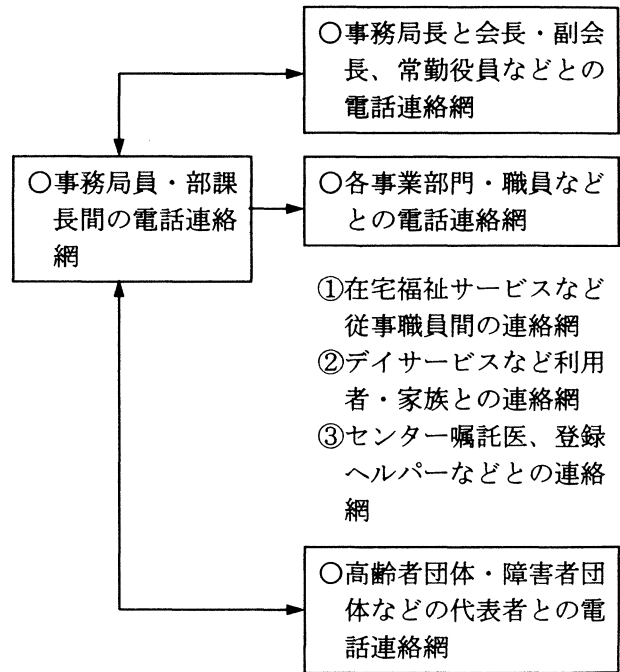 〇事務局長と会長・副会
長、常勤役員などとの
電話連絡網
〇事務局員・部課
長間の電話連絡
網
〇各事業部門・職員など
との電話連絡網
①在宅福祉サービスなど
従事職員間の連絡網
②デイサービスなど利用
者・家族との連絡網
③センター嘱託医、登録
ヘルパーなどとの連絡
網
〇高齢者団体・障害者団
体などの代表者との電
話連絡網